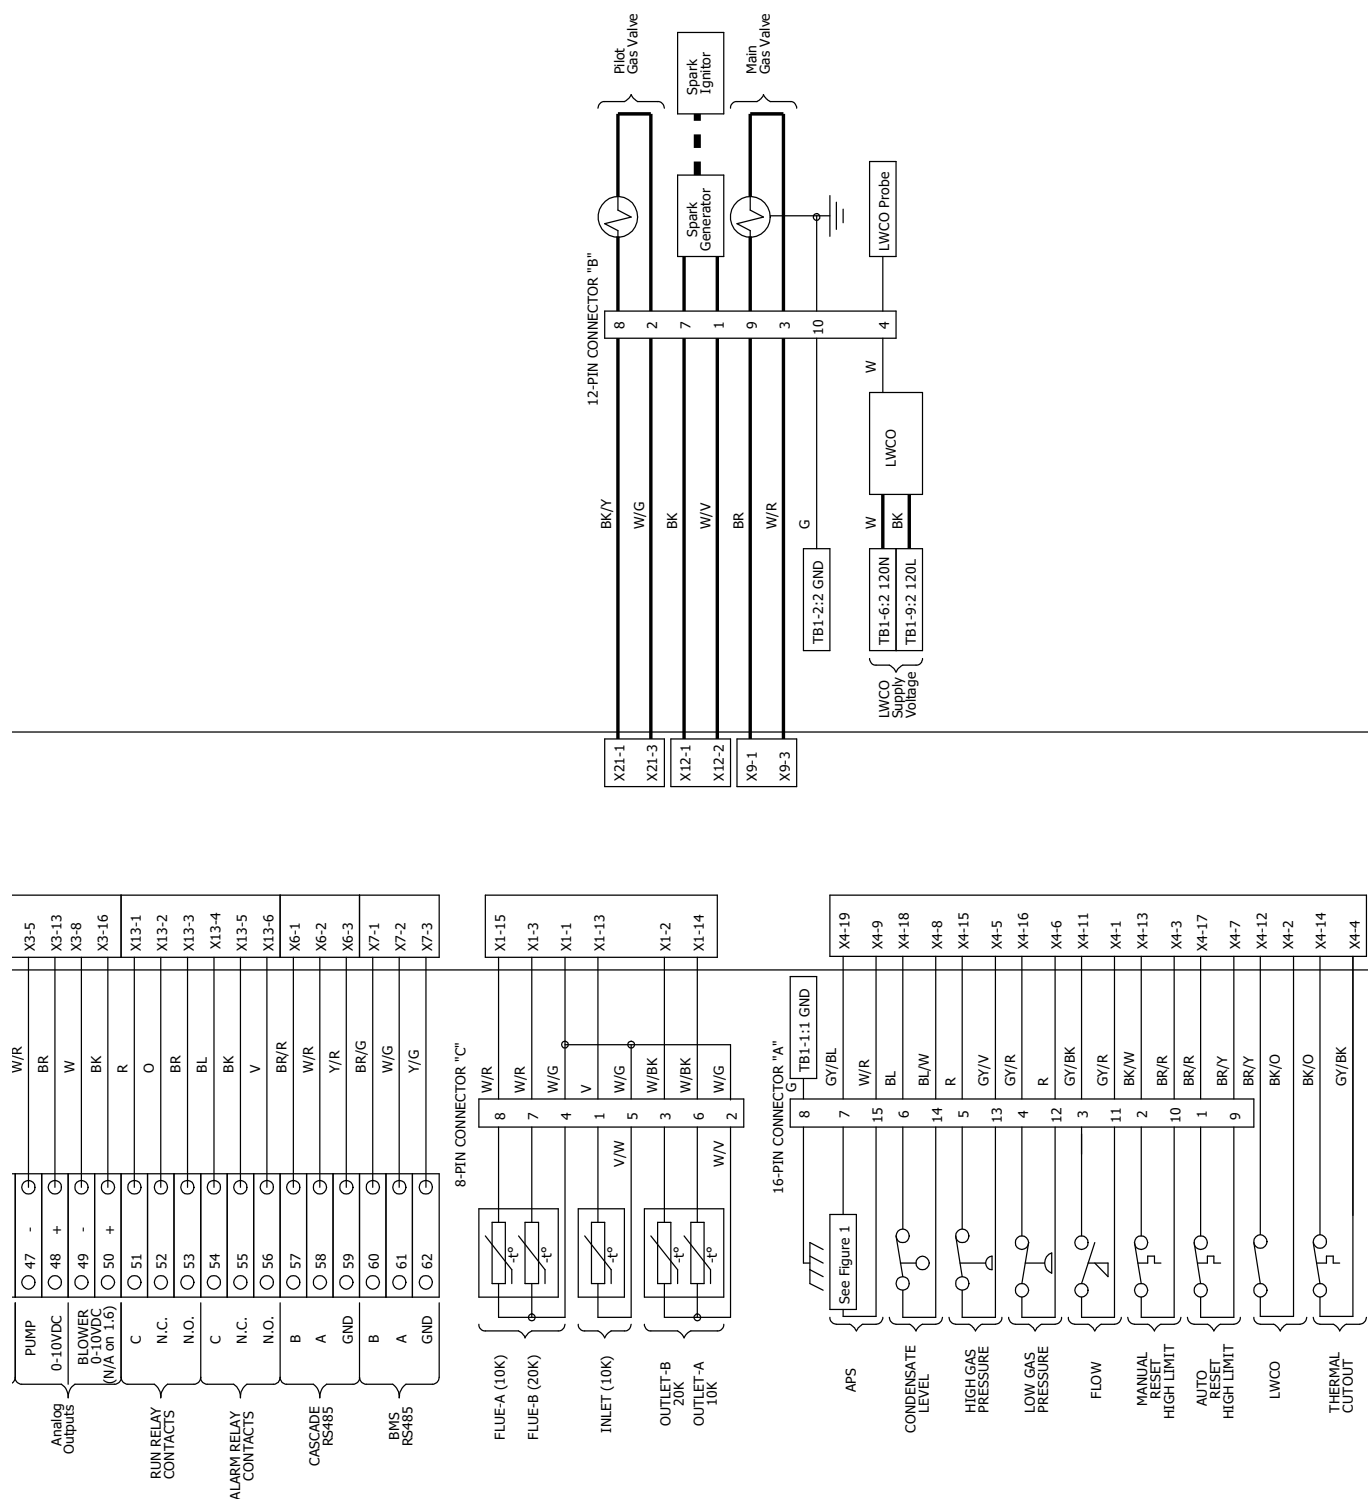 Pilot
Gas Valve
Spark
Ignitor
Main
Gas Valve
Spark
Generator
LWCO Probe
12-PIN CONNECTOR "B"
8
2
7
1
9
3
10
4
W
LWCO
BK/Y
W/G
BK
W/V
BR
W/R
G
W
BK
TB1-2:2 GND
TB1-6:2 120N
TB1-9:2 120L
LWCO
Supply
Voltage
X21-1
X21-3
X12-1
X12-2
X9-1
X9-3
X3-5
X3-13
X3-8
X3-16
X13-1
X13-2
X13-3
X13-4
X13-5
X13-6
X6-1
X6-2
X6-3
X7-1
X7-2
X7-3
W/R
BR
W
BK
R
O
BR
BL
BK
V
BR/R
W/R
Y/R
BR/G
W/G
Y/G
47 -
48 +
49 -
50 +
51
52
53
54
55
56
57
58
59
60
61
62
PUMP
0-10VDC
BLOWER
0-10VDC
(N/A on 1.6)
C
N.C.
N.O.
C
N.C.
N.O.
B
A
GND
B
A
GND
Analog
Outputs
RUN RELAY
CONTACTS
ALARM RELAY
CONTACTS
CASCADE
RS485
BMS
RS485
X1-15
X1-3
X1-1
X1-13
X1-2
X1-14
8-PIN CONNECTOR "C"
W/R
W/R
W/G
V
W/G
W/BK
W/BK
W/G
8
7
4
1
5
3
6
2
V/W
W/V
-t°
-t°
-t°
-t°
-t°
FLUE-A (10K)
FLUE-B (20K)
INLET (10K)
OUTLET-B
20K
OUTLET-A
10K
X4-19
X4-9
X4-18
X4-8
X4-15
X4-5
X4-16
X4-6
X4-11
X4-1
X4-13
X4-3
X4-17
X4-7
X4-12
X4-2
X4-14
X4-4
TB1-1:1 GND
16-PIN CONNECTOR "A"
G
GY/BL
W/R
BL
BL/W
R
GY/V
GY/R
R
GY/BK
GY/R
BK/W
BR/R
BR/R
BR/Y
BR/Y
BK/O
BK/O
GY/BK
8
7
15
6
14
5
13
4
12
3
11
2
10
1
9
See Figure 1
APS
CONDENSATE
LEVEL
HIGH GAS
PRESSURE
LOW GAS
PRESSURE
FLOW
MANUAL
RESET
HIGH LIMIT
AUTO
RESET
HIGH LIMIT
LWCO
THERMAL
CUTOUT